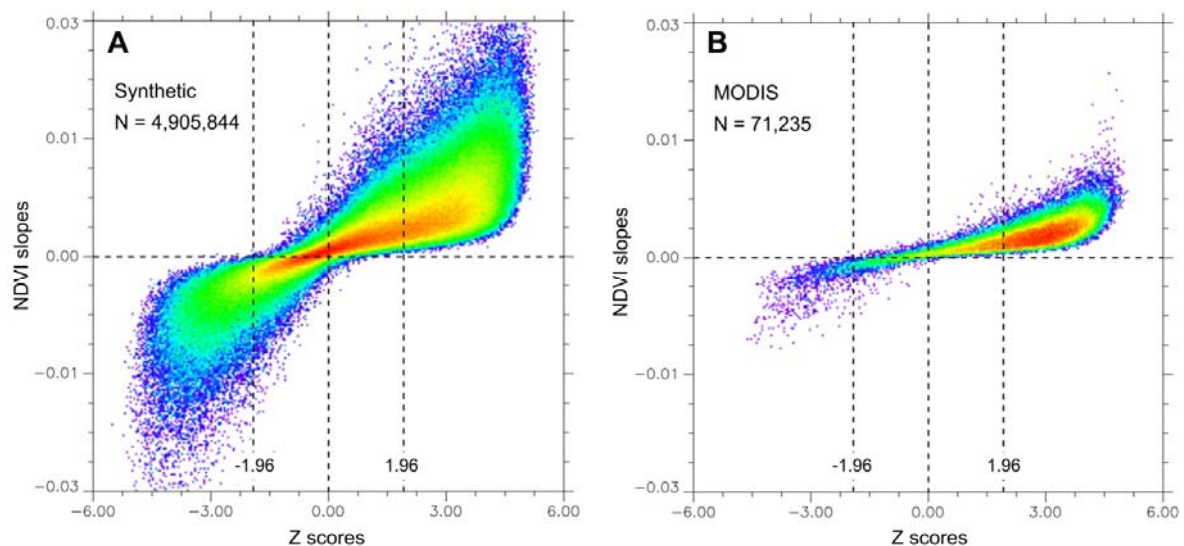 A
Synthetic
N = 4,905,844
NDVI slopes
0.03
0.01
0.00
−0.01
−0.03
-1.96
1.96
−6.00
−3.00
0.00
3.00
6.00
Z scores
B
MODIS
N = 71,235
NDVI slopes
0.03
0.01
0.00
−0.01
−0.03
-1.96
1.96
−6.00
−3.00
0.00
3.00
6.00
Z scores